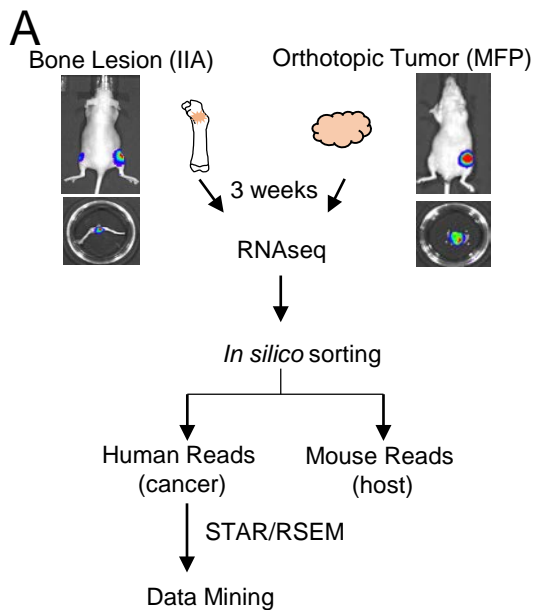 A
Bone Lesion (IIA)
Orthotopic Tumor (MFP)
3 weeks
RNAseq
In silico sorting
Human Reads
(cancer)
Mouse Reads
(host)
STAR/RSEM
Data Mining